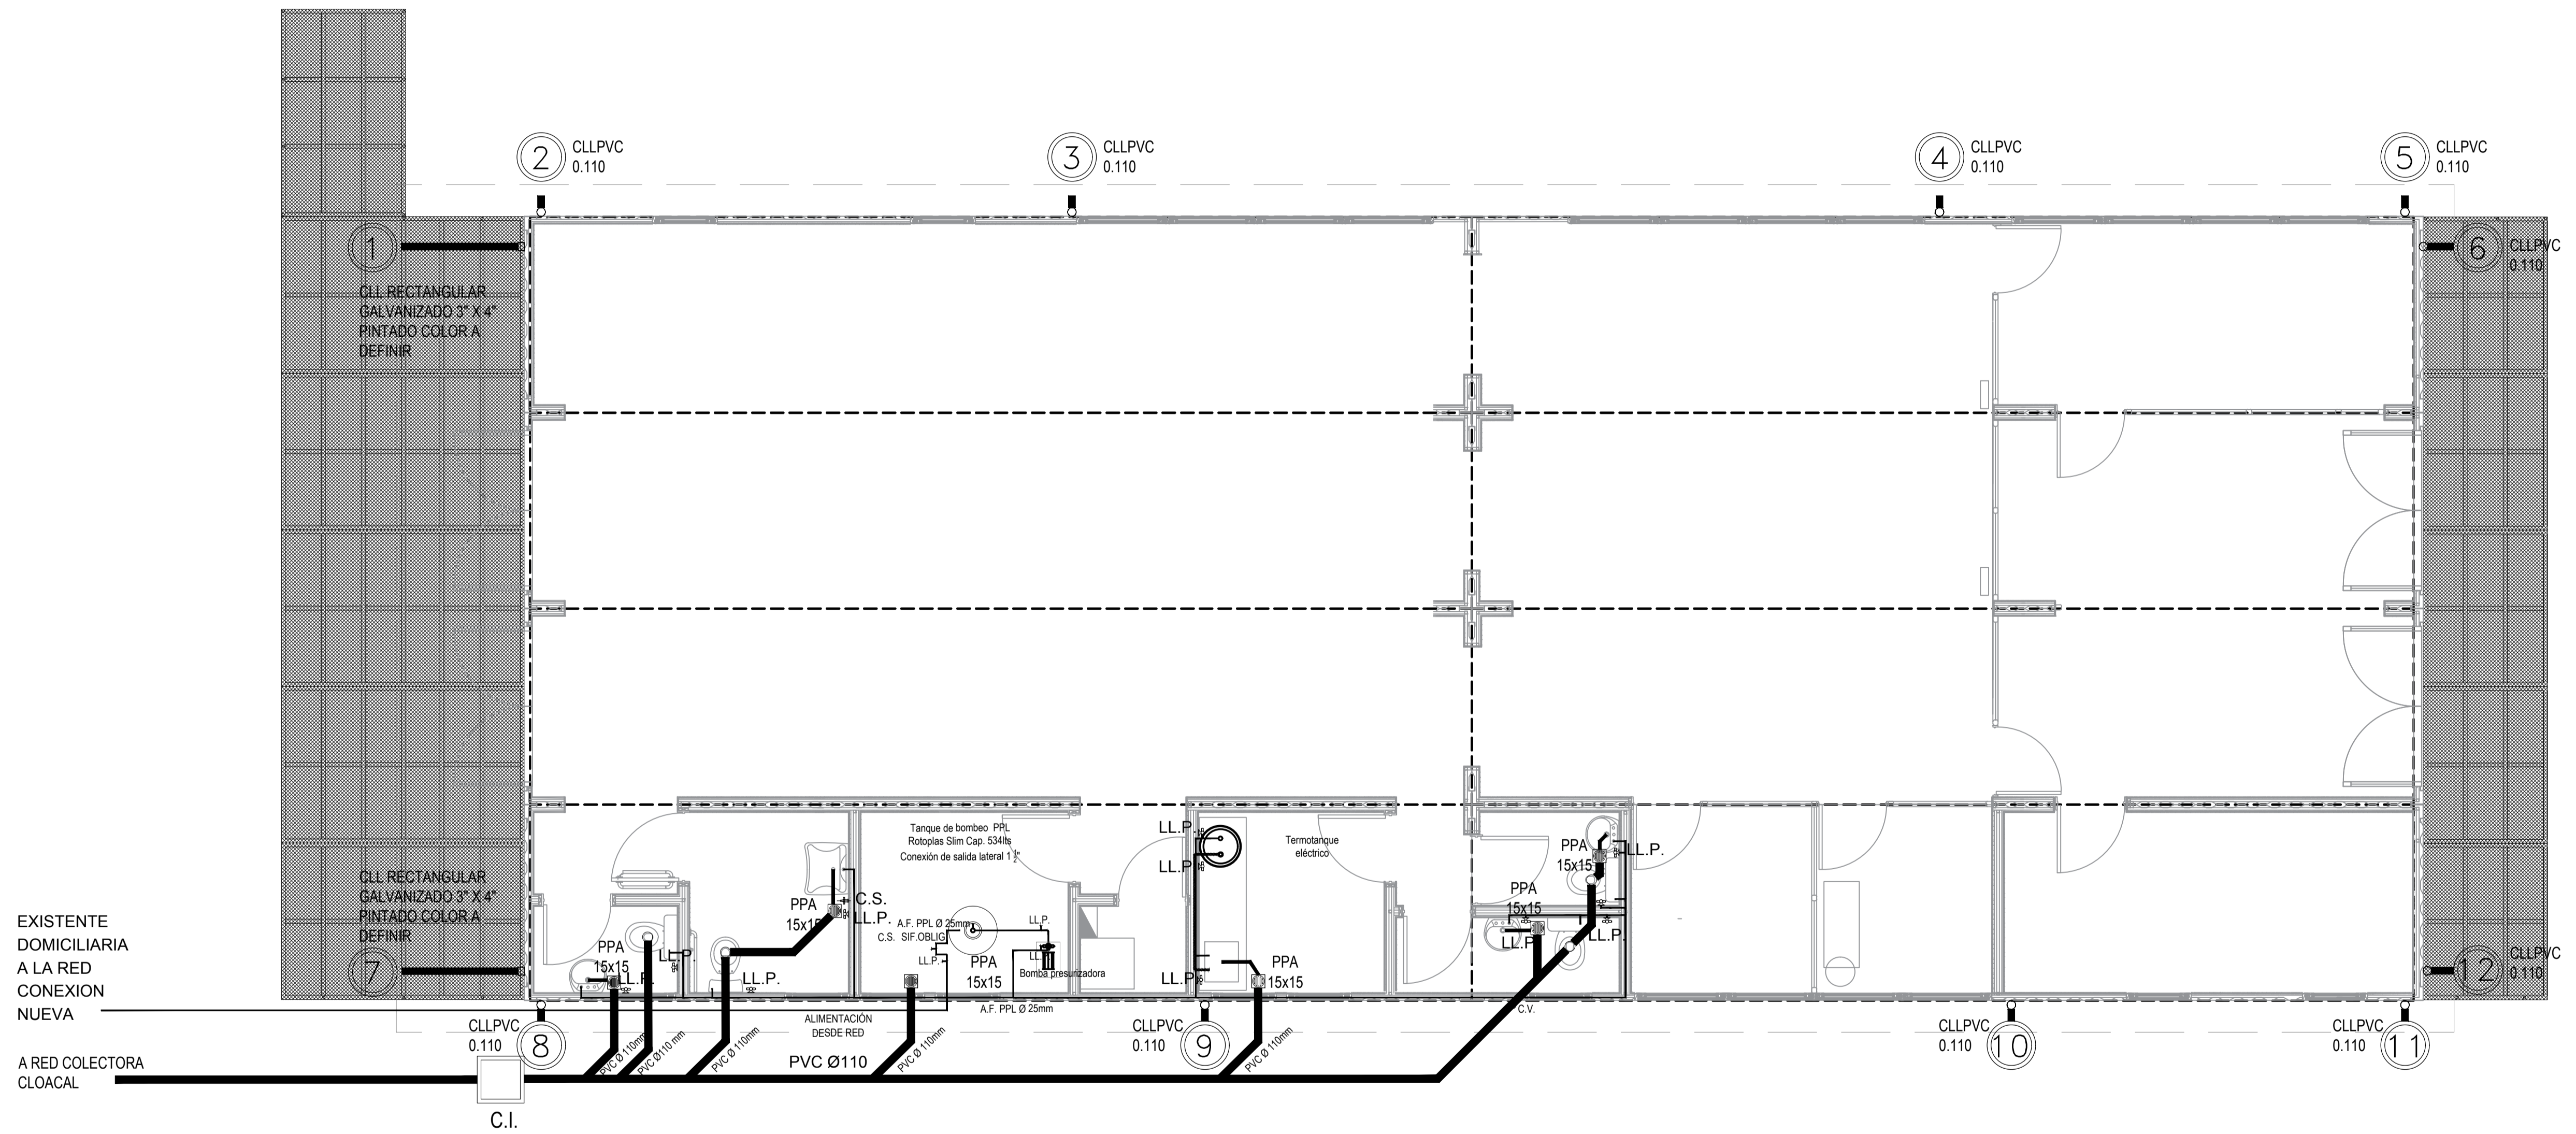 2
CLLPVC
0.110
3
CLLPVC
0.110
4
CLLPVC
0.110
5
CLLPVC
0.110
1
CLL RECTANGULAR
GALVANIZADO 3" X 4"
PINTADO COLOR A
DEFINIR
6
CLLPVC
0.110
Tanque de bombeo PPL
Rotoplas Slim Cap. 534lts
Conexión de salida lateral 1 ½"
LL.P.
LL.P.
Termotanque
eléctrico
PPA
15x15
LL.P.
CLL RECTANGULAR
GALVANIZADO 3" X 4"
PINTADO COLOR A
DEFINIR
7
PPA
15x15
C.S.
LL.P.
PPA
15x15
LL.P.
LL.P.
LL.P.
A.F. PPL Ø 25mm
C.S. SIF.OBLIG
LL.P.
LL.P.
LL.P.
PPA
15x15
Bomba presurizadora
LL.P.
PPA
15x15
PPA
15x15
LL.P.
LL.P.
12
CLLPVC
0.110
EXISTENTE
DOMICILIARIA
A LA RED
CONEXION
NUEVA
A.F. PPL Ø 25mm
C.V.
ALIMENTACIÓN
DESDE RED
CLLPVC
0.110
8
CLLPVC
0.110
9
CLLPVC
0.110
10
CLLPVC
0.110
11
A RED COLECTORA
CLOACAL
PVC Ø 110mm
PVC Ø110 mm
PVC Ø 110mm
PVC Ø110
PVC Ø 110mm
PVC Ø 110mm
C.I.